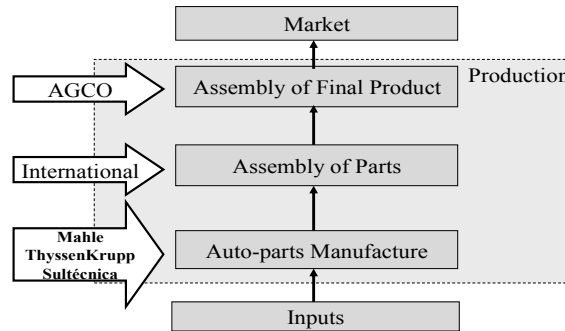 Market
Production
AGCO
Assembly of Final Product
International
Assembly of Parts
Mahle
ThyssenKrupp
Sultécnica
Auto-parts Manufacture
Inputs